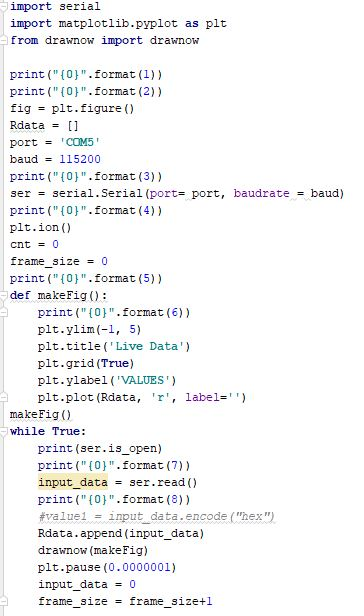 import serial
import matplotlib.pyplot as plt
from drawnow import drawnow

print("{0}".format(1))
print("{0}".format(2))
fig = plt.figure()
Rdata = []
port = 'COM5'
baud = 115200
print("{0}".format(3))
ser = serial.Serial(port= port, baudrate = baud)
print("{0}".format(4))
plt.ion()
cnt = 0
frame_size = 0
print("{0}".format(5))
def makeFig():
    print("{0}".format(6))
    plt.ylim(-1, 5)
    plt.title('Live Data')
    plt.grid(True)
    plt.ylabel('VALUES')
    plt.plot(Rdata, 'r', label='')
makeFig()
while True:
    print(ser.is_open)
    print("{0}".format(7))
    input_data = ser.read()
    print("{0}".format(8))
    #value1 = input_data.encode("hex")
    Rdata.append(input_data)
    drawnow(makeFig)
    plt.pause(0.0000001)
    input_data = 0
    frame_size = frame_size+1